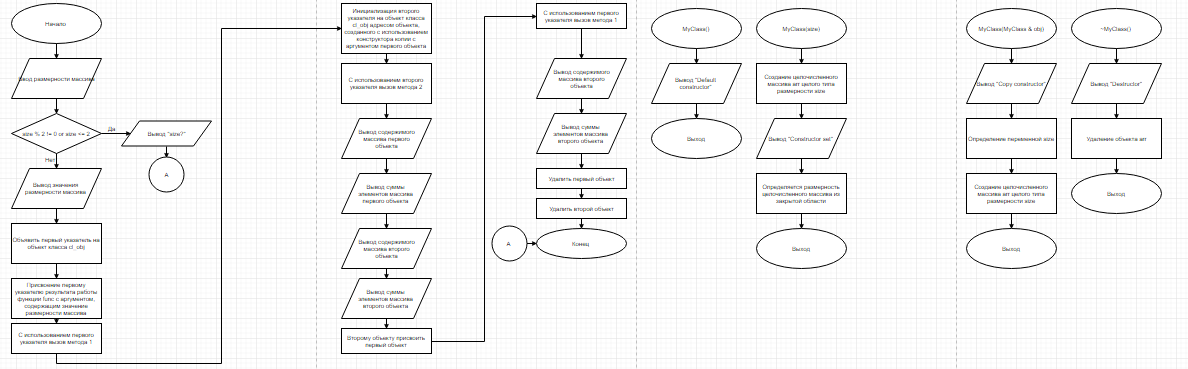 Начало
Ввод размерности массива
size % 2 != 0 or size <= 2
Да
Вывод "size?"
А
Нет
Вывод значения
размерности массива
Объявить первый указатель на
объект класса cl_obj
Присвоение первому
указателю результата работы
функции func с аргументом,
содержащим значение
размерности массива
С использованием первого
указателя вызов метода 1
Инициализация второго
указателя на объект класса
cl_obj адресом объекта,
созданного с использованием
конструктора копии с
аргументом первого объекта
С использованием второго
указателя вызов метода 2
Вывод содержимого
массива первого
объекта
Вывод суммы
элементов массива
первого объекта
Вывод содержимого
массива второго
объекта
Вывод суммы
элементов массива
второго объекта
Второму объекту присвоить
первый объект
С использованием первого
указателя вызов метода 1
Вывод содержимого
массива второго
объекта
Вывод суммы
элементов массива
второго объекта
Удалить первый объект
Удалить второй объект
А
Конец
MyClass()
Вывод "Default
constructor"
Выход
MyClass(size)
Создание целочисленного
массива arr целого типа
размерности size
Вывод "Constructor set"
Определяется размерность
целочисленного массива из
закрытой области
Выход
MyClass(MyClass & obj)
Вывод "Copy constructor"
Определение переменной size
Создание целочисленного
массива arr целого типа
размерности size
Выход
~MyClass()
Вывод "Destructor"
Удаление объекта arr
Выход